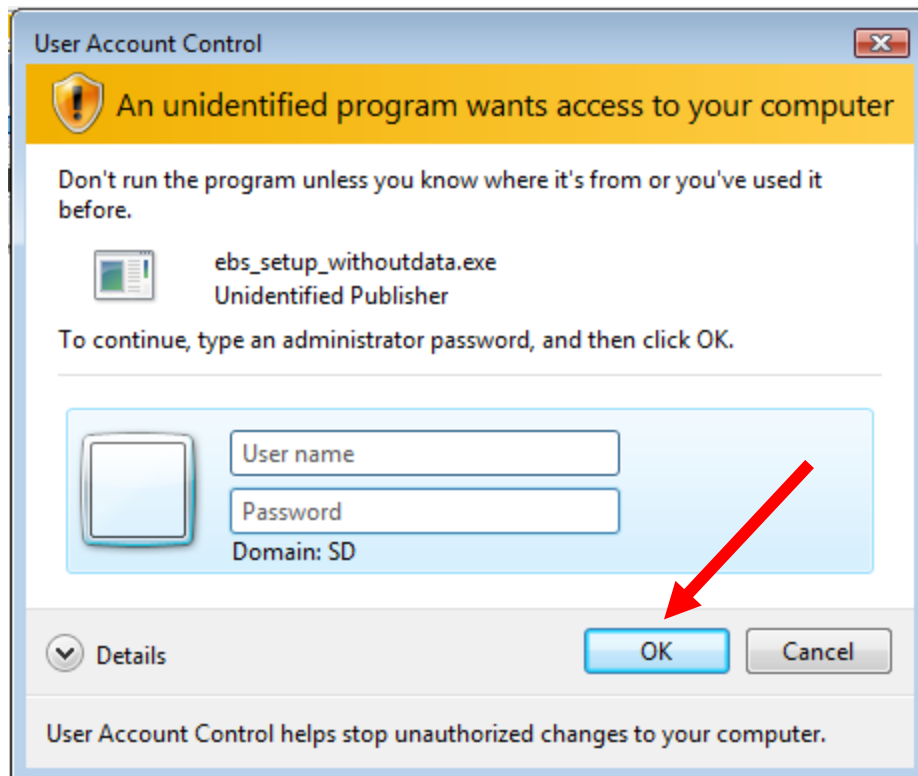 User Account Control
An unidentified program wants access to your computer
Don't run the program unless you know where it's from or you've used it
before.
ebs_setup_withoutdata.exe
Unidentified Publisher
To continue, type an administrator password, and then click OK.
User name
Password
Domain: SD
Details
OK
Cancel
User Account Control helps stop unauthorized changes to your computer.